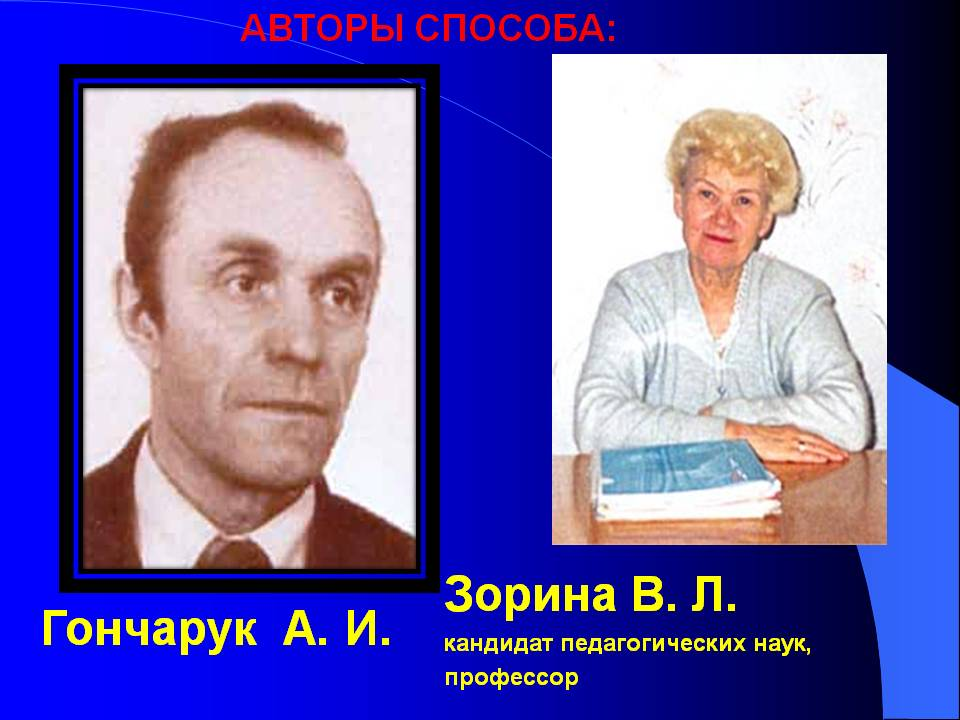 АВТОРЫ СПОСОБА:
Гончарук А. И.
Зорина В. Л.
кандидат педагогических наук,
профессор